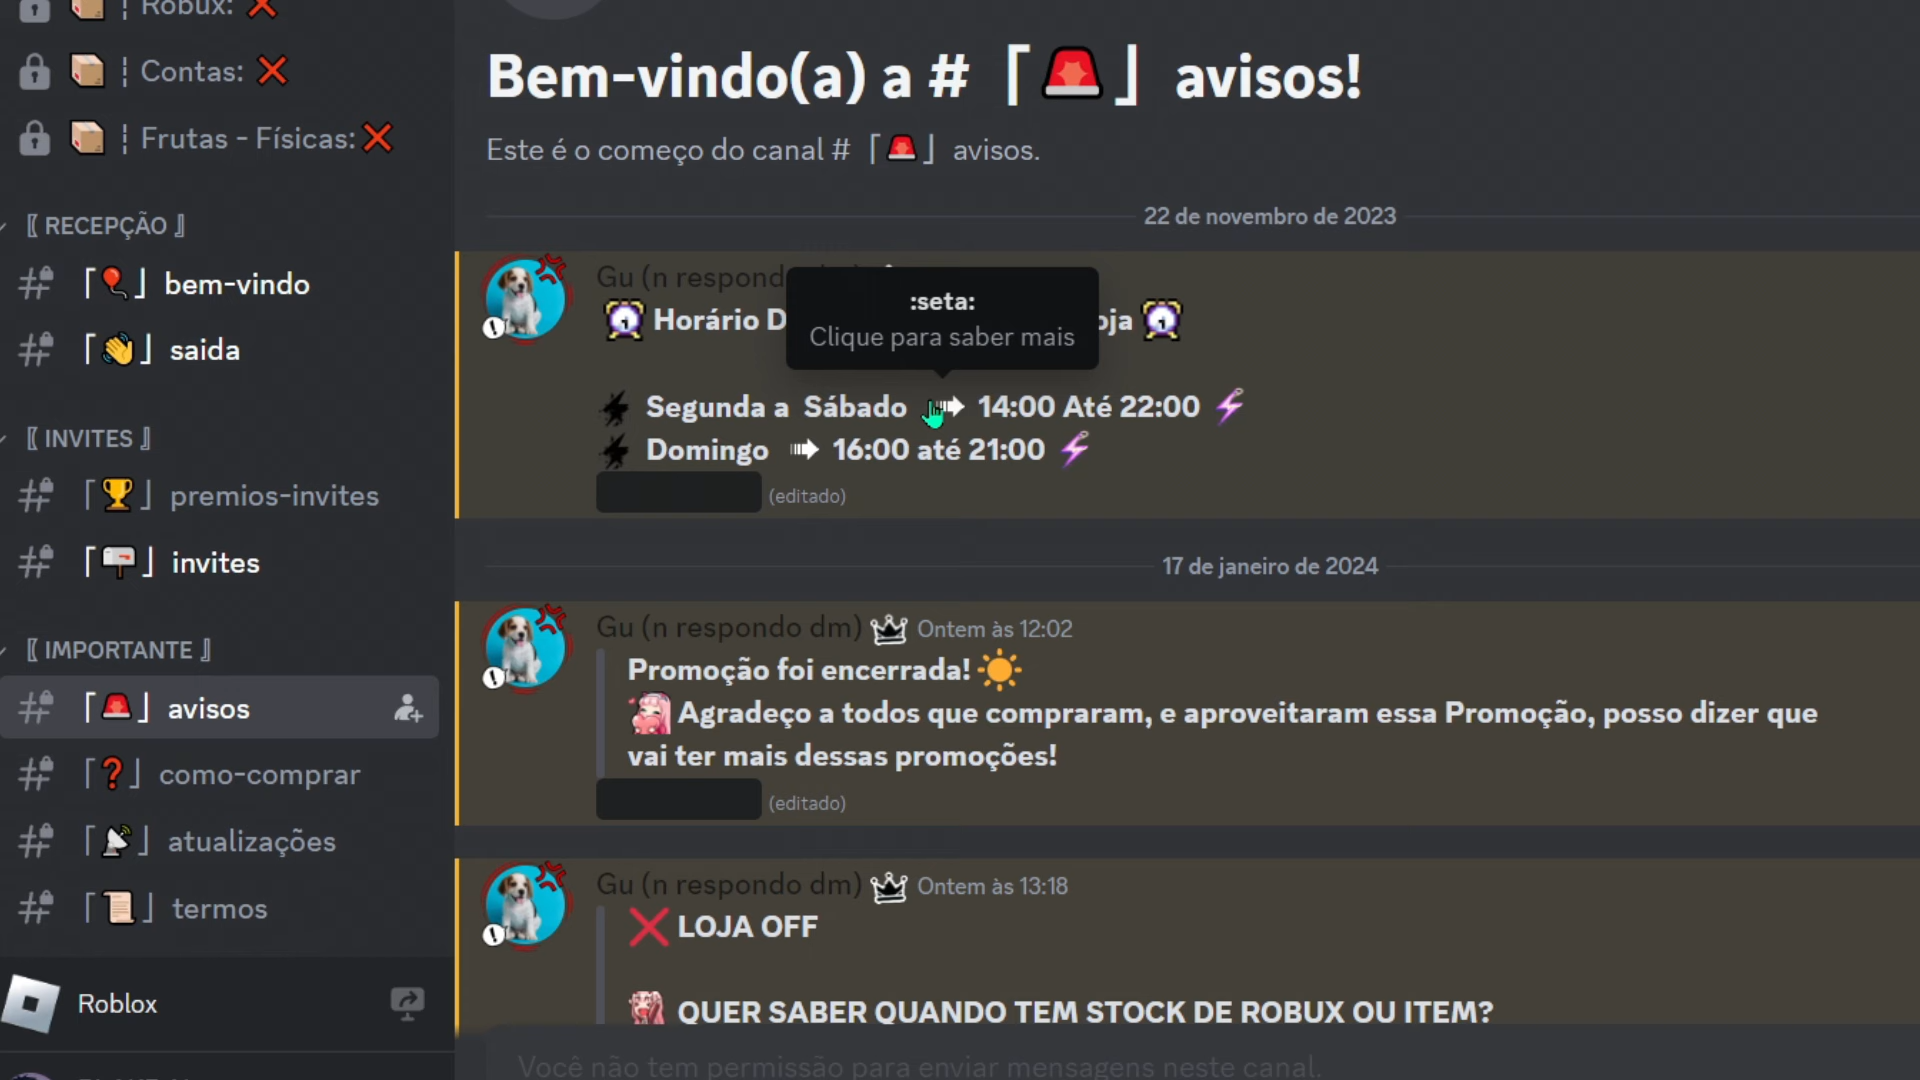 ¦ Robux: ❌
¦ Contas: ❌
¦ Frutas - Físicas: ❌
〖 RECEPÇÃO 〗
「🎈」 bem-vindo
「👋」 saida
〖 INVITES 〗
「🏆」 premios-invites
「📪」 invites
〖 IMPORTANTE 〗
「🚨」 avisos
「❓」 como-comprar
「📡」 atualizações
「📜」 termos
Roblox
Bem-vindo(a) a # 「🚨」 avisos!
Este é o começo do canal # 「🚨」 avisos.
22 de novembro de 2023
Gu (n respond
:seta:
Clique para saber mais
Horário D
oja
Segunda a Sábado ➡ 14:00 Até 22:00
Domingo ➡ 16:00 até 21:00
(editado)
17 de janeiro de 2024
Gu (n respondo dm) Ontem às 12:02
Promoção foi encerrada! ☀
Agradeço a todos que compraram, e aproveitaram essa Promoção, posso dizer que
vai ter mais dessas promoções!
(editado)
Gu (n respondo dm) Ontem às 13:18
❌ LOJA OFF
QUER SABER QUANDO TEM STOCK DE ROBUX OU ITEM?
Você não tem permissão para enviar mensagens neste canal.